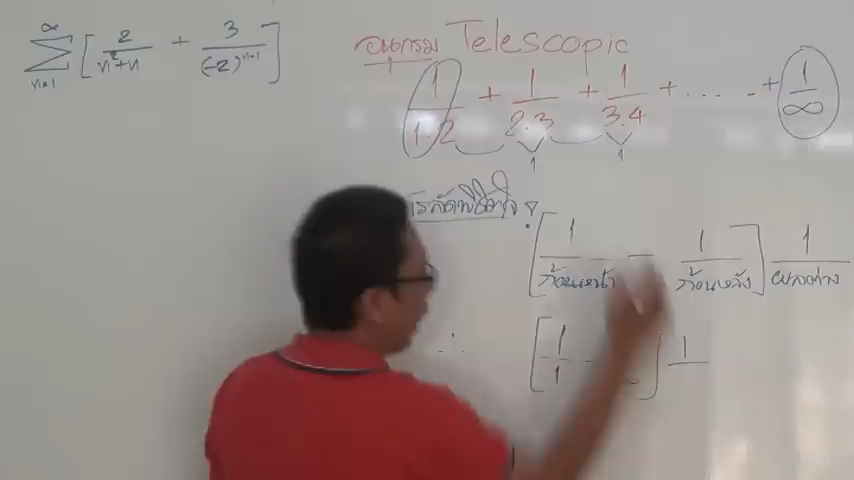 ∞
∑ [ 2/(n²+n) + 3/(-2)ⁿ⁺¹ ]
n=1
อนุกรม Telescopic
1/1.2 + 1/2.3 + 1/3.4 + .... + 1/∞
1 1
[ 1/ก้อนหน้า - 1/ก้อนหลัง ] 1/ผลต่าง
∴ [ 1/1 - ] 1